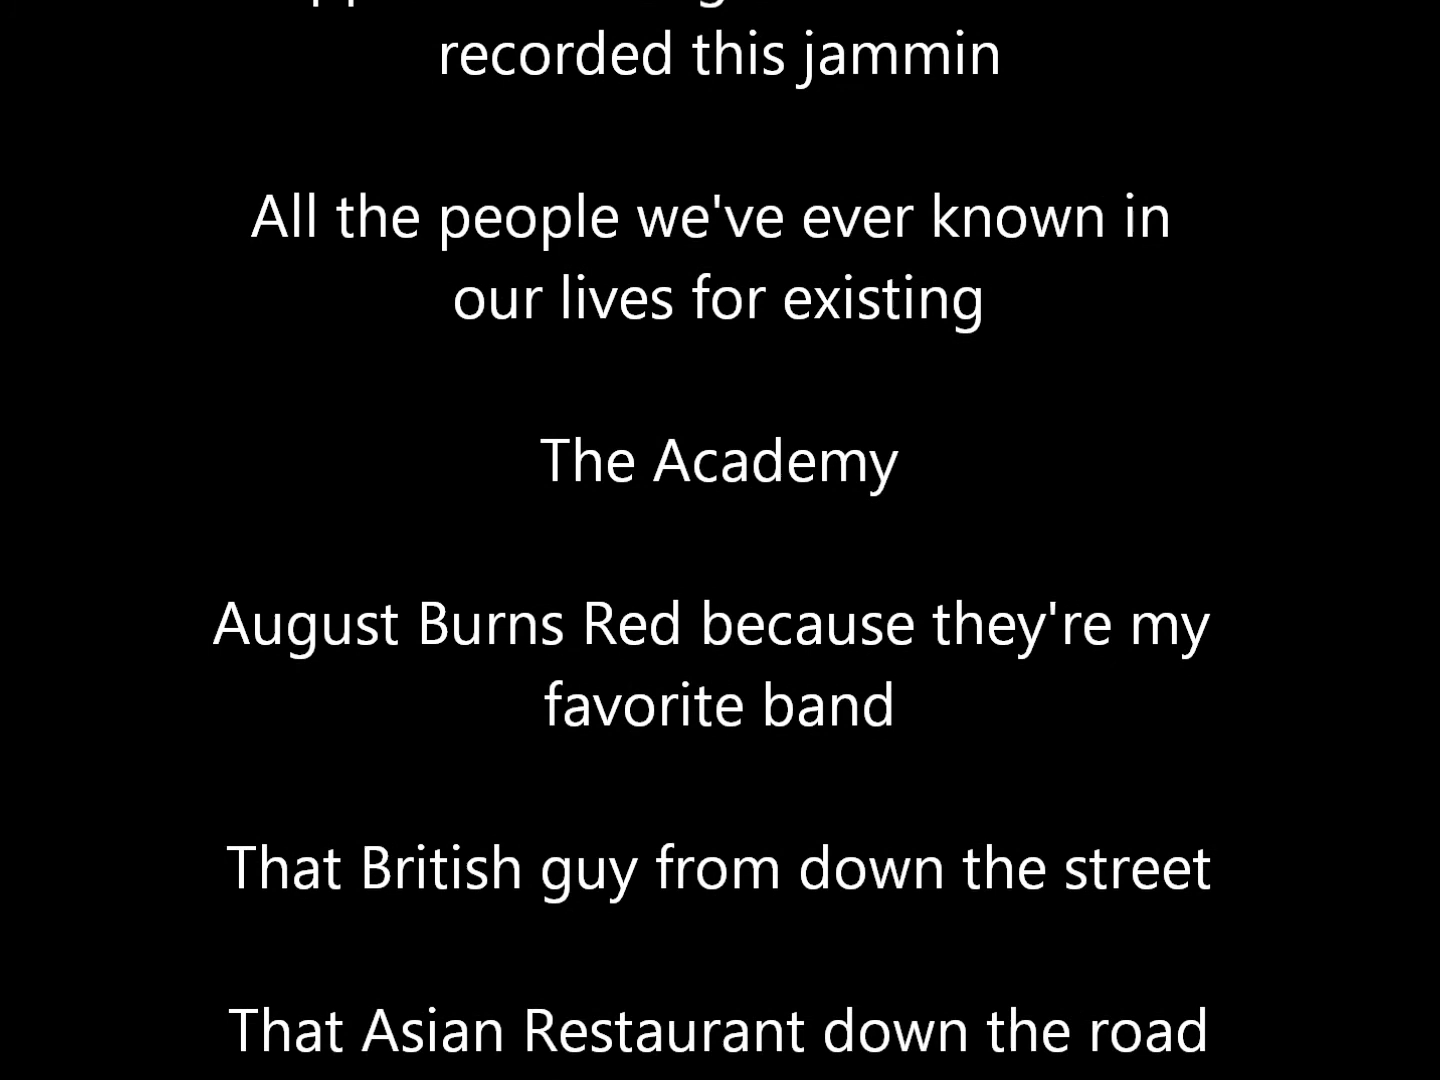 recorded this jammin
All the people we've ever known in
our lives for existing
The Academy
August Burns Red because they're my
favorite band
That British guy from down the street
That Asian Restaurant down the road